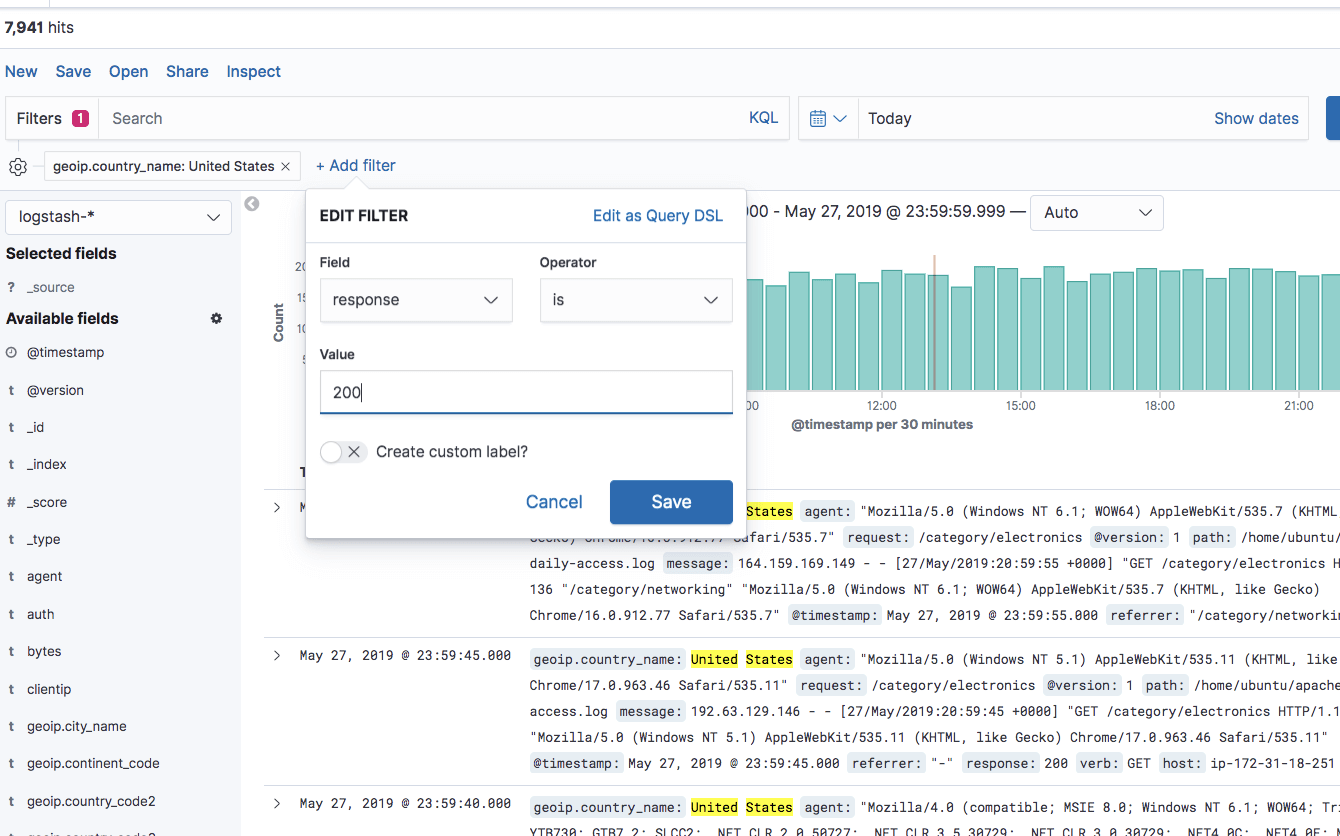 7,941 hits
New Save Open Share Inspect
Filters 1 Search KQL Today Show dates
geoip.country_name: United States × + Add filter
logstash-*
Selected fields
? _source
Available fields
@timestamp
t @version
t _id
t _index
# _score
t _type
t agent
t auth
t bytes
t clientip
t geoip.city_name
t geoip.continent_code
t geoip.country_code2
EDIT FILTER Edit as Query DSL
Field Operator
response is
Value
200
Create custom label?
Cancel Save
00 - May 27, 2019 @ 23:59:59.999 — Auto
Count
12:00 15:00 18:00 21:00
@timestamp per 30 minutes
States agent: "Mozilla/5.0 (Windows NT 6.1; WOW64) AppleWebKit/535.7 (KHTML,
Safari/535.7" request: /category/electronics @version: 1 path: /home/ubuntu/
daily-access.log message: 164.159.169.149 - - [27/May/2019:20:59:55 +0000] "GET /category/electronics H
136 "/category/networking" "Mozilla/5.0 (Windows NT 6.1; WOW64) AppleWebKit/535.7 (KHTML, like Gecko)
Chrome/16.0.912.77 Safari/535.7" @timestamp: May 27, 2019 @ 23:59:55.000 referrer: "/category/networkin
May 27, 2019 @ 23:59:45.000 geoip.country_name: United States agent: "Mozilla/5.0 (Windows NT 5.1) AppleWebKit/535.11 (KHTML, like
Chrome/17.0.963.46 Safari/535.11" request: /category/electronics @version: 1 path: /home/ubuntu/apache
access.log message: 192.63.129.146 - - [27/May/2019:20:59:45 +0000] "GET /category/electronics HTTP/1.1
"Mozilla/5.0 (Windows NT 5.1) AppleWebKit/535.11 (KHTML, like Gecko) Chrome/17.0.963.46 Safari/535.11"
@timestamp: May 27, 2019 @ 23:59:45.000 referrer: "-" response: 200 verb: GET host: ip-172-31-18-251
May 27, 2019 @ 23:59:40.000 geoip.country_name: United States agent: "Mozilla/4.0 (compatible; MSIE 8.0; Windows NT 6.1; WOW64; Tri